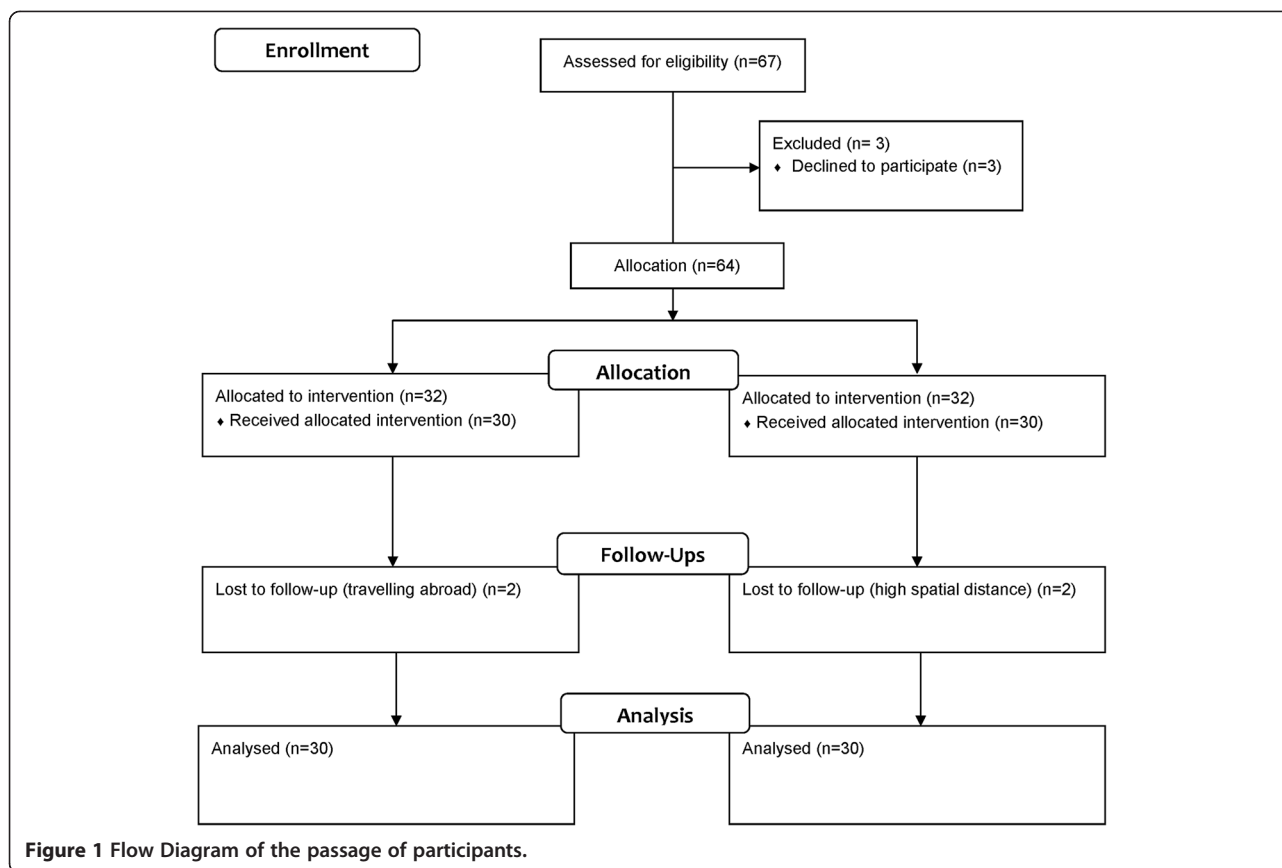 Enrollment
Assessed for eligibility (n=67)
Excluded (n= 3)
♦ Declined to participate (n=3)
Allocation (n=64)
Allocation
Allocated to intervention (n=32)
♦ Received allocated intervention (n=30)
Allocated to intervention (n=32)
♦ Received allocated intervention (n=30)
Follow-Ups
Lost to follow-up (travelling abroad) (n=2)
Lost to follow-up (high spatial distance) (n=2)
Analysis
Analysed (n=30)
Analysed (n=30)
Figure 1 Flow Diagram of the passage of participants.